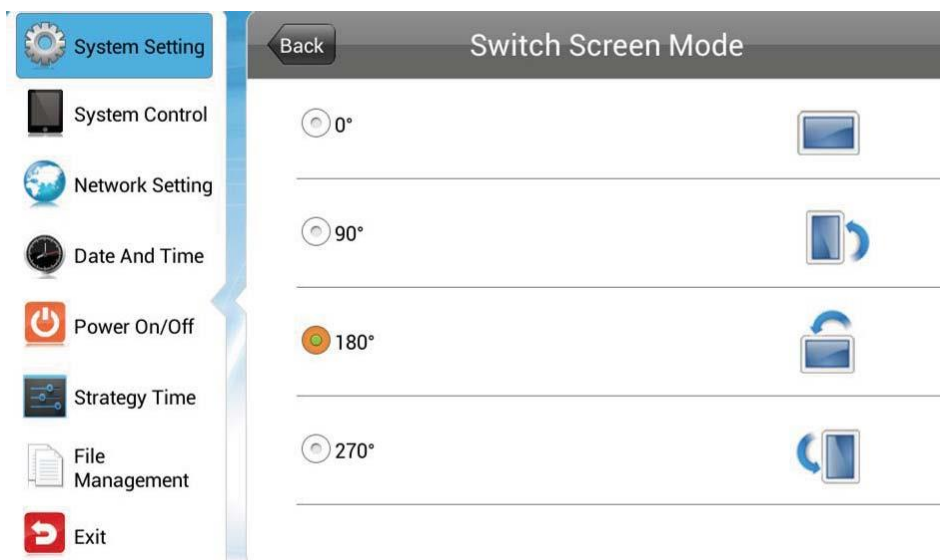 System Setting
System Control
Network Setting
Date And Time
Power On/Off
Strategy Time
File
Management
Exit
Back
Switch Screen Mode
0°
90°
180°
270°